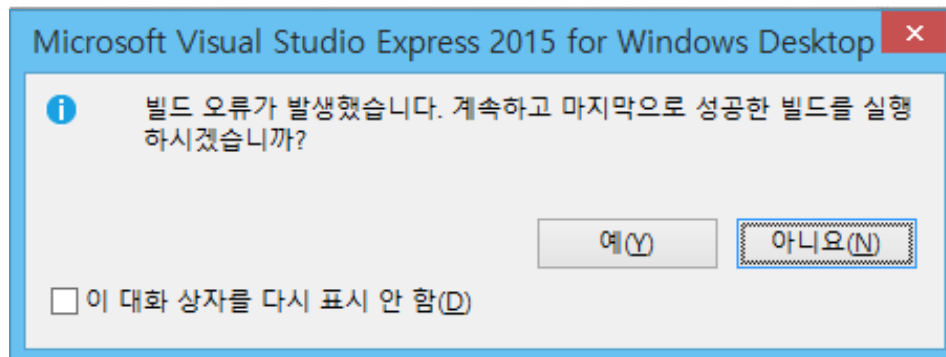 Microsoft Visual Studio Express 2015 for Windows Desktop
빌드 오류가 발생했습니다. 계속하고 마지막으로 성공한 빌드를 실행
하시겠습니까?
예(Y) 아니요(N)
이 대화 상자를 다시 표시 안 함(D)